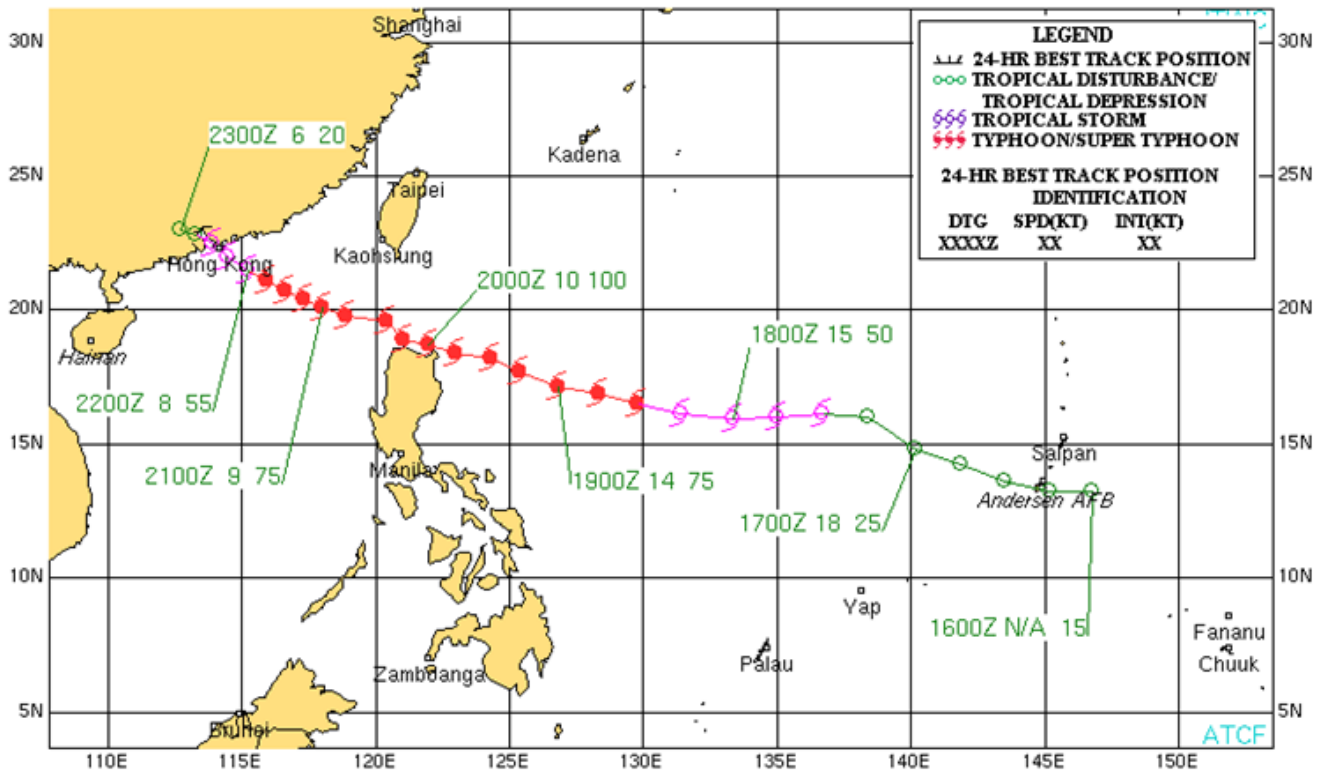 Shanghai
30N
30N
LEGEND
24-HR BEST TRACK POSITION
TROPICAL DISTURBANCE/
TROPICAL DEPRESSION
TROPICAL STORM
TYPHOON/SUPER TYPHOON
24-HR BEST TRACK POSITION
IDENTIFICATION
DTG SPD(KT) INT(KT)
XXXXZ XX XX
2300Z 6 20
Kadena
25N
25N
Taipei
Kaohsiung
Hong Kong
2000Z 10 100
20N
20N
1800Z 15 50
Hainan
2200Z 8 55
15N
15N
Saipan
Manila
2100Z 9 75
1900Z 14 75
Andersen AFB
1700Z 18 25
10N
10N
Yap
1600Z N/A 15
Fananu
Chuuk
Palau
Zamboanga
5N
5N
Brunei
ATCF
110E 115E 120E 125E 130E 135E 140E 145E 150E